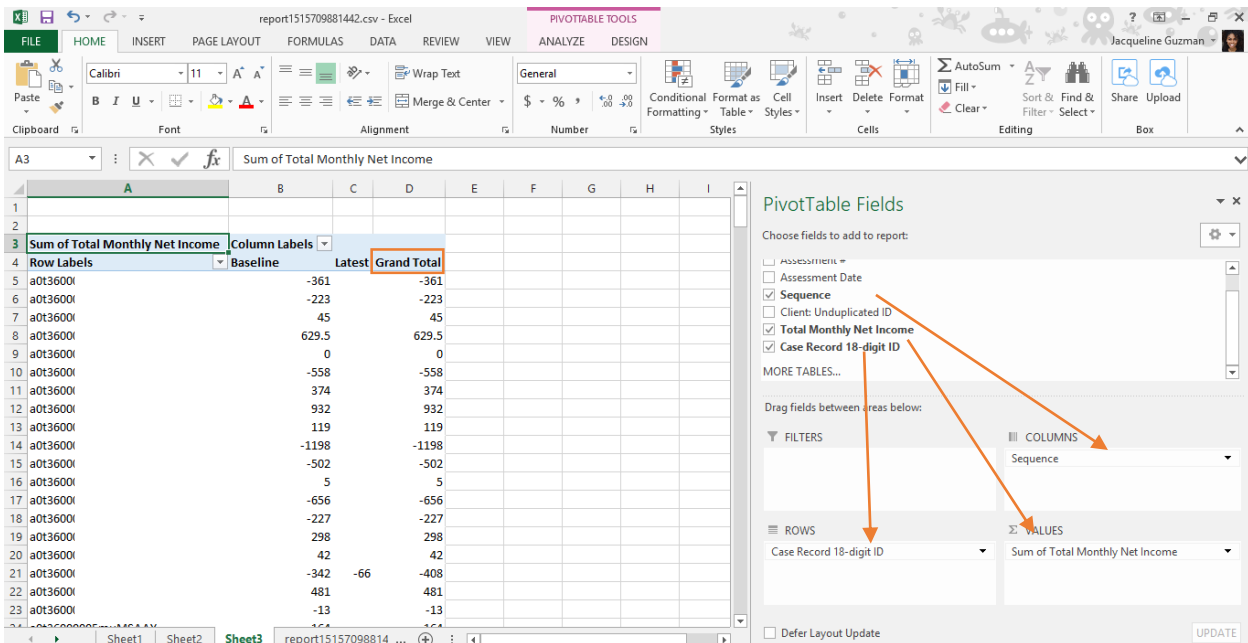 report1515709881442.csv - Excel
PIVOTTABLE TOOLS
?
FILE HOME INSERT PAGE LAYOUT FORMULAS DATA REVIEW VIEW ANALYZE DESIGN
Jacqueline Guzman
Paste
Calibri 11
Wrap Text
General
Conditional Formatting
Format as Table
Cell Styles
Insert Delete Format
AutoSum
Fill
Clear
Sort & Filter
Find & Select
Share Upload
B I U
Merge & Center
$ % ,
Clipboard Font Alignment Number Styles Cells Editing Box
A3 fx Sum of Total Monthly Net Income
A B C D E F G H I
1
2
3 Sum of Total Monthly Net Income Column Labels
4 Row Labels Baseline Latest Grand Total
5 a0t36000 -361 -361
6 a0t36000 -223 -223
7 a0t36000 45 45
8 a0t36000 629.5 629.5
9 a0t36000 0 0
10 a0t36000 -558 -558
11 a0t36000 374 374
12 a0t36000 932 932
13 a0t36000 119 119
14 a0t36000 -1198 -1198
15 a0t36000 -502 -502
16 a0t36000 5 5
17 a0t36000 -656 -656
18 a0t36000 -227 -227
19 a0t36000 298 298
20 a0t36000 42 42
21 a0t36000 -342 -66 -408
22 a0t36000 481 481
23 a0t36000 -13 -13
Sheet1 Sheet2 Sheet3 report15157098814 ...
PivotTable Fields
Choose fields to add to report:
Assessment #
Assessment Date
Sequence
Client: Unduplicated ID
Total Monthly Net Income
Case Record 18-digit ID
MORE TABLES...
Drag fields between areas below:
FILTERS
COLUMNS
Sequence
ROWS
Case Record 18-digit ID
Σ VALUES
Sum of Total Monthly Net Income
Defer Layout Update
UPDATE